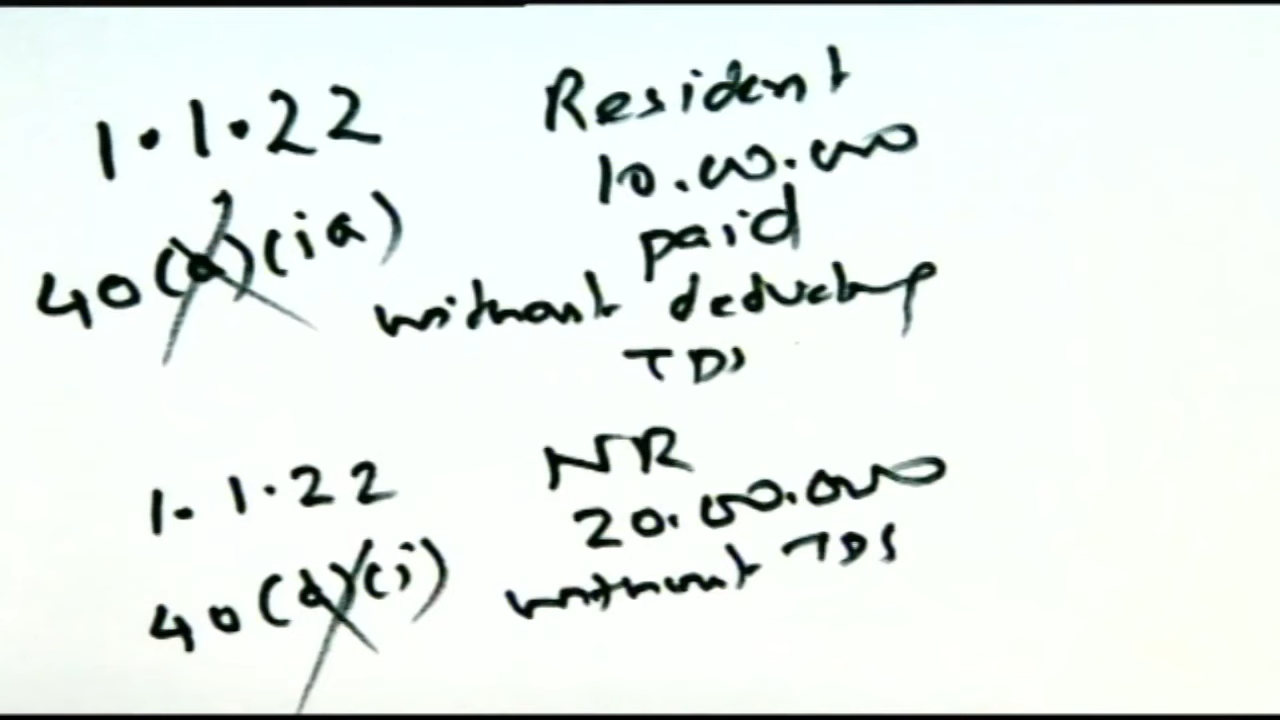 1.1.22 Resident
10.00.000
40(a)(ia) paid
without deducting
TDS
1.1.22 NR
20.00.000
40(a)(i) without TDS